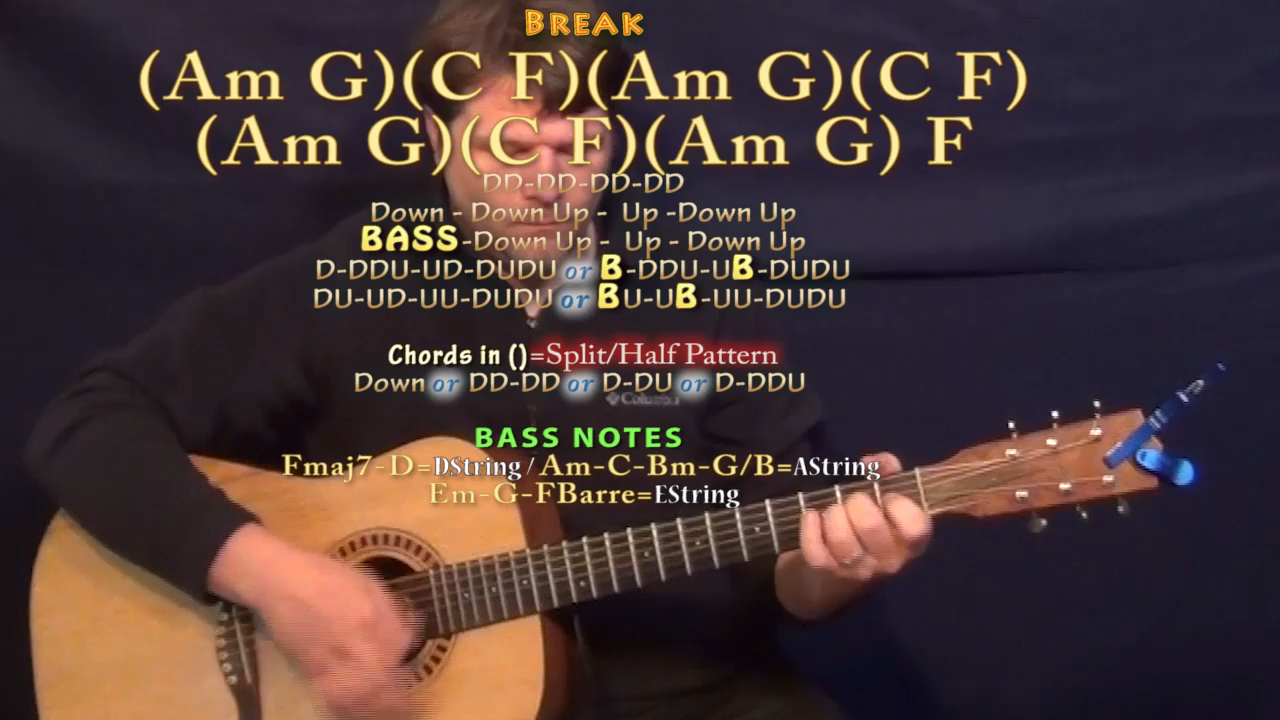 BREAK
(Am G)(C F)(Am G)(C F)
(Am G)(C F)(Am G) F
DD-DD-DD-DD
Down - Down Up - Up -Down Up
BASS-Down Up - Up - Down Up
D-DDU-UD-DUDU or B-DDU-UB-DUDU
DU-UD-UU-DUDU or BU-UB-UU-DUDU
Chords in ()=Split/Half Pattern
Down or DD-DD or D-DU or D-DDU
Columbia
BASS NOTES
Fmaj7-D=DString/Am-C-Bm-G/B=AString
Em-G-FBarre=EString